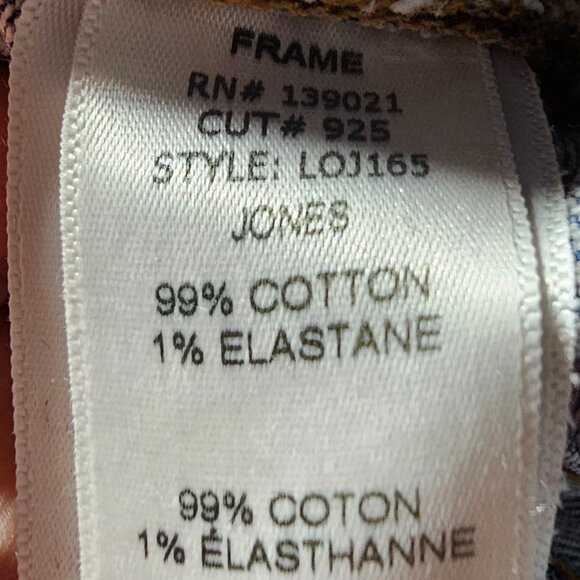 FRAME
RN# 139021
CUT# 925
STYLE: LOJ165
JONES
99% COTTON
1% ELASTANE
99% COTON
1% ÉLASTHANNE